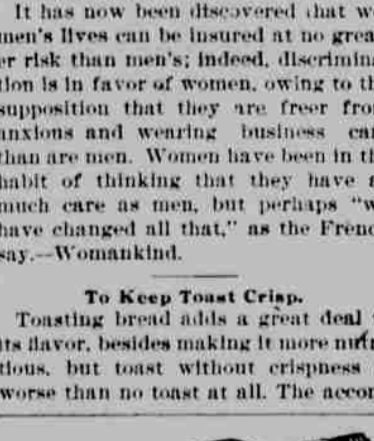 It has now been discovered that w
men's lives can be insured at no grea
er risk than men's; indeed, discrimina
tion is in favor of women, owing to th
supposition that they are freer from
anxious and wearing business car
than are men. Women have been in th
habit of thinking that they have a
much care as men, but perhaps "w
have changed all that," as the Frenc
say.—Womankind.
To Keep Toast Crisp.
Toasting bread adds a great deal
its flavor, besides making it more nutri
tious, but toast without crispness
worse than no toast at all. The accom